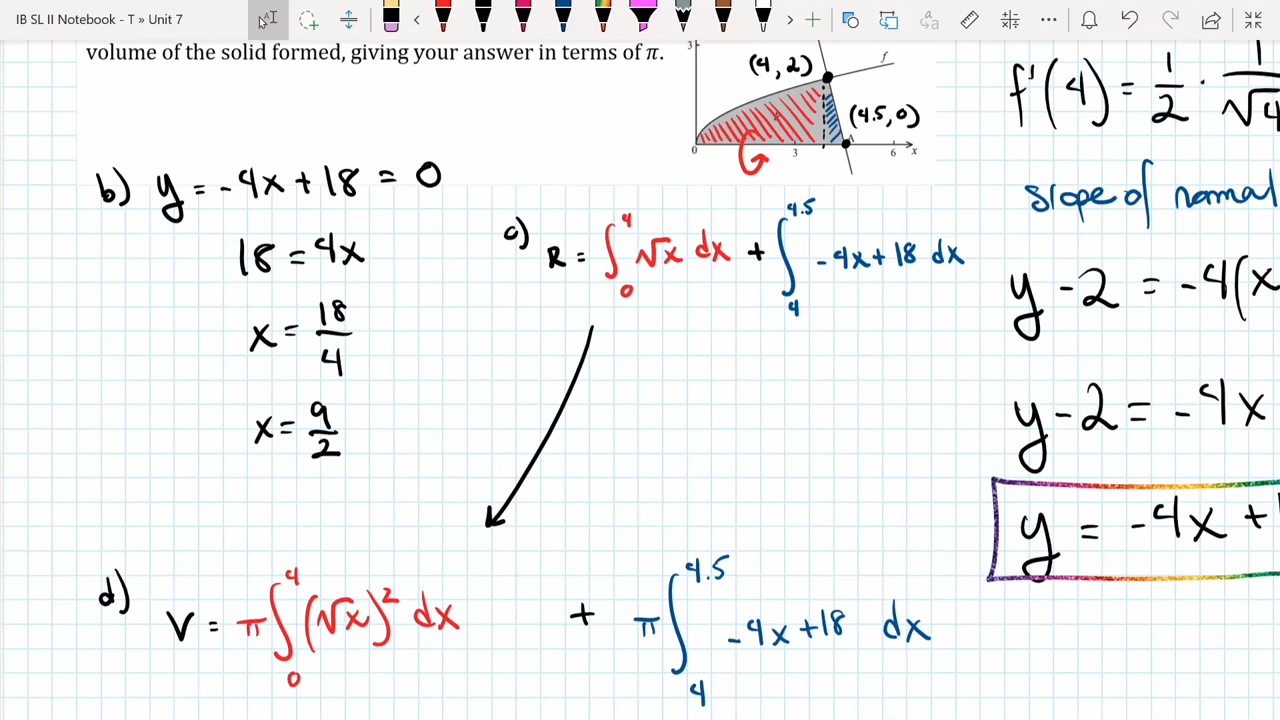 IB SL II Notebook - T » Unit 7
volume of the solid formed, giving your answer in terms of π.
3
(4, 2)
f
(4.5, 0)
0 3 6 x
b) y = -4x + 18 = 0
18 = 4x
x = 18/4
x = 9/2
c) R = ∫₀⁴ √x dx + ∫₄^4.5 -4x + 18 dx
d) V = π∫₀⁴ (√x)² dx + π∫₄^4.5 -4x + 18 dx
f'(4) = 1/2 · 1/√4
slope of normal
y - 2 = -4(x
y - 2 = -4x
y = -4x +